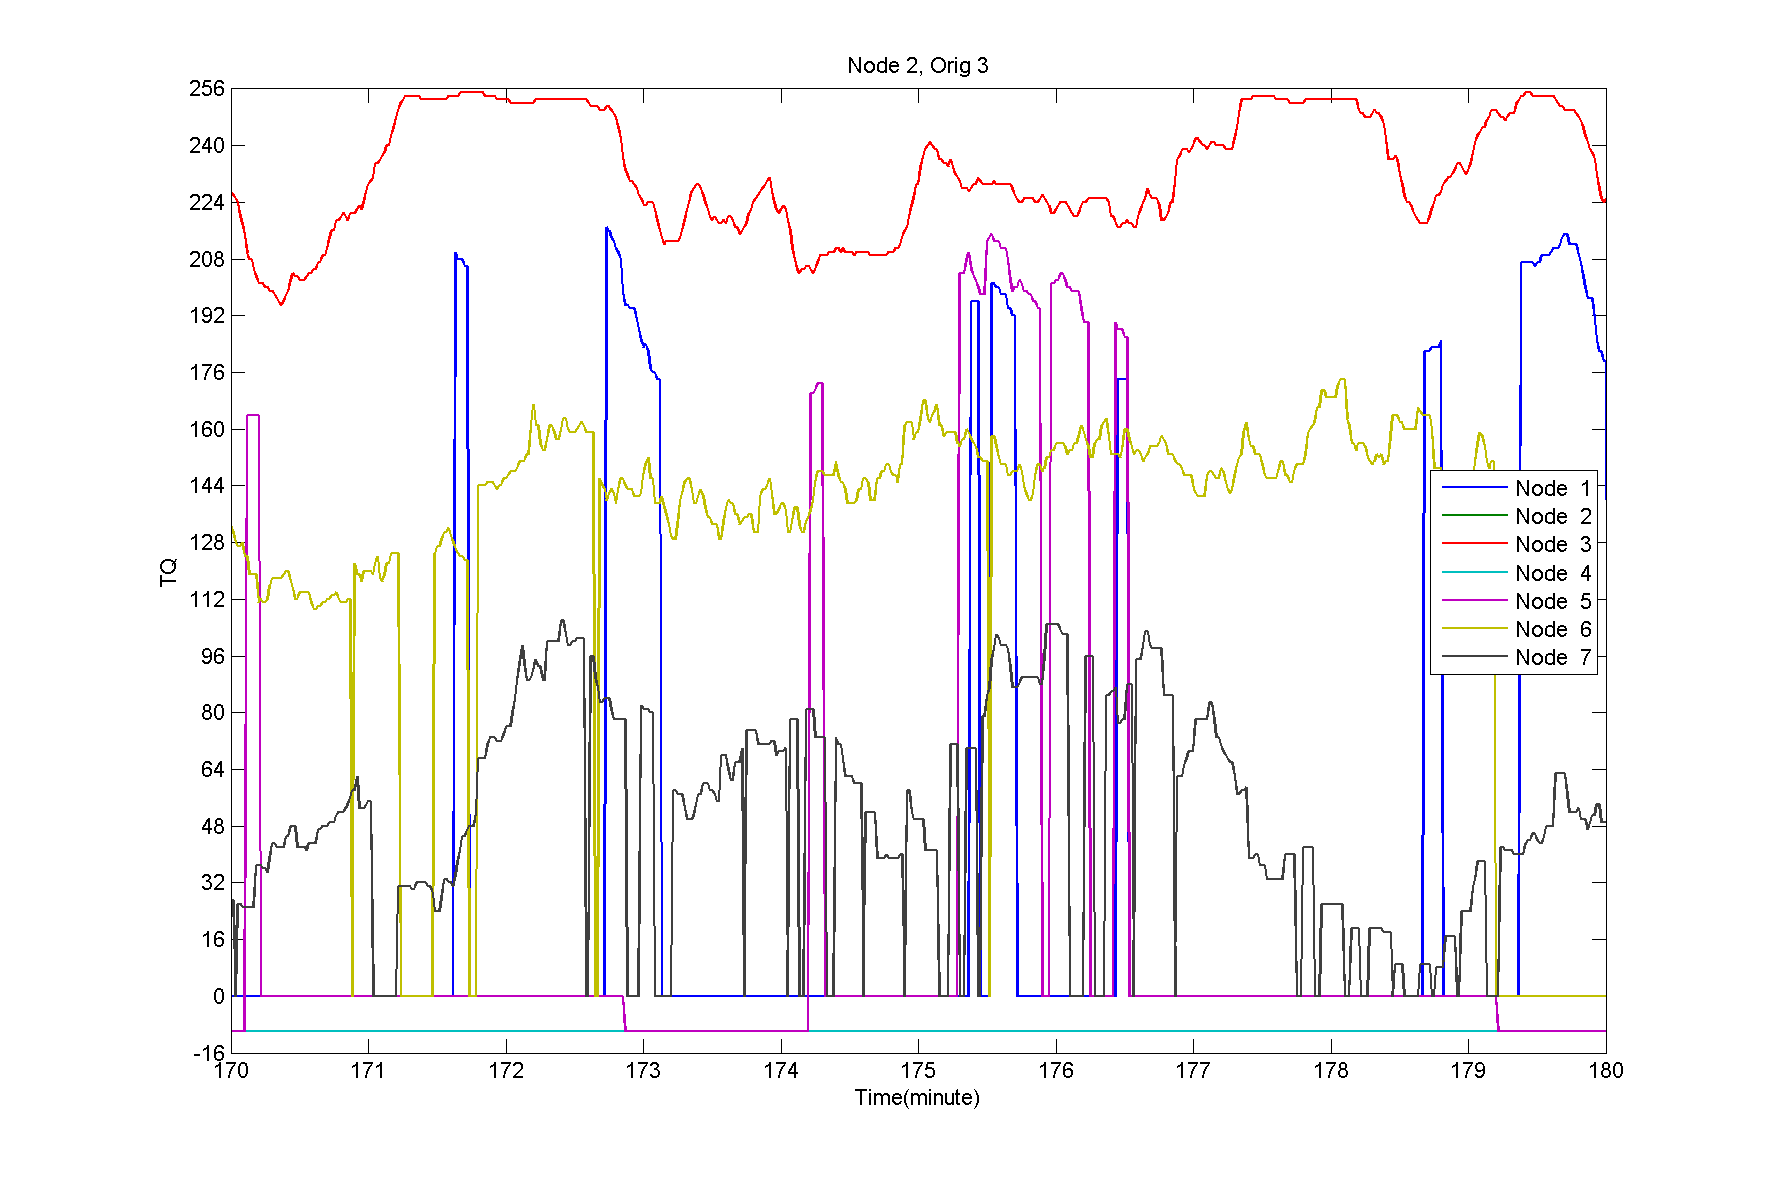 Node 2, Orig 3
256
240
224
208
192
176
160
144
128
112
96
80
64
48
32
16
0
-16
TQ
170 171 172 173 174 175 176 177 178 179 180
Time(minute)
Node 1
Node 2
Node 3
Node 4
Node 5
Node 6
Node 7